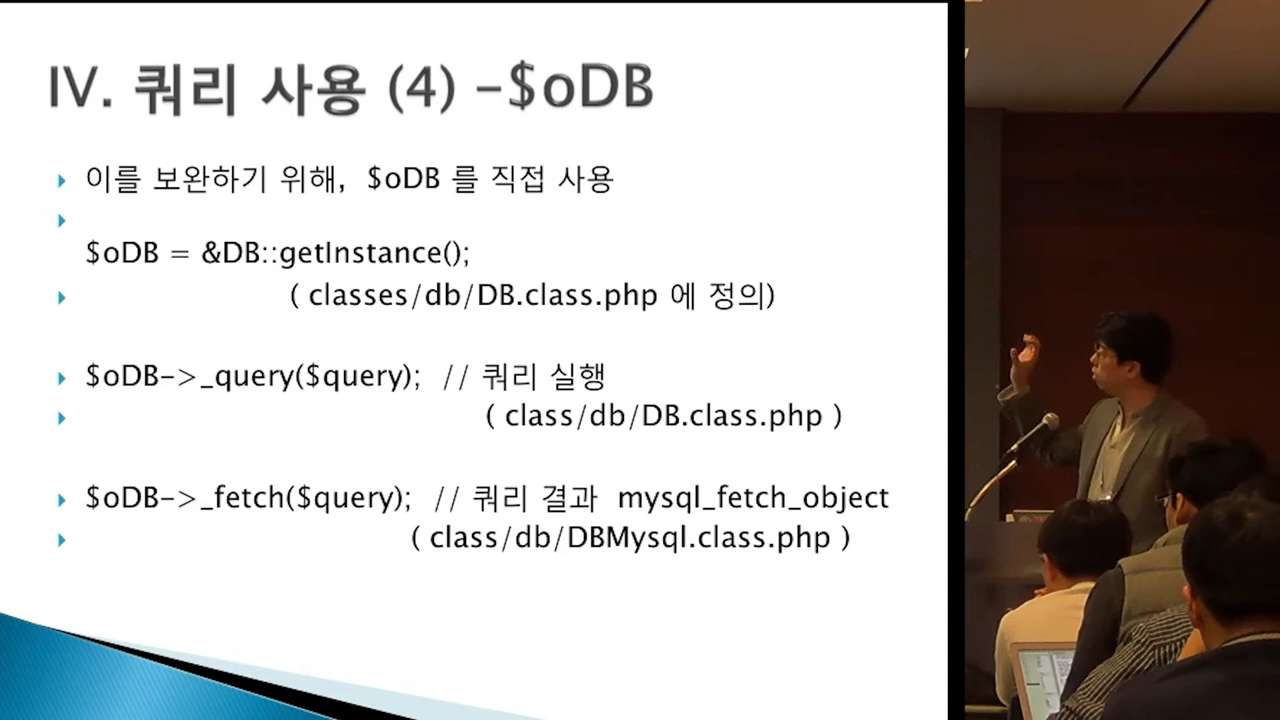 IV. 쿼리 사용 (4) -$oDB
이를 보완하기 위해, $oDB 를 직접 사용
$oDB = &DB::getInstance();
( classes/db/DB.class.php 에 정의)
$oDB->_query($query); // 쿼리 실행
( class/db/DB.class.php )
$oDB->_fetch($query); // 쿼리 결과 mysql_fetch_object
( class/db/DBMysql.class.php )